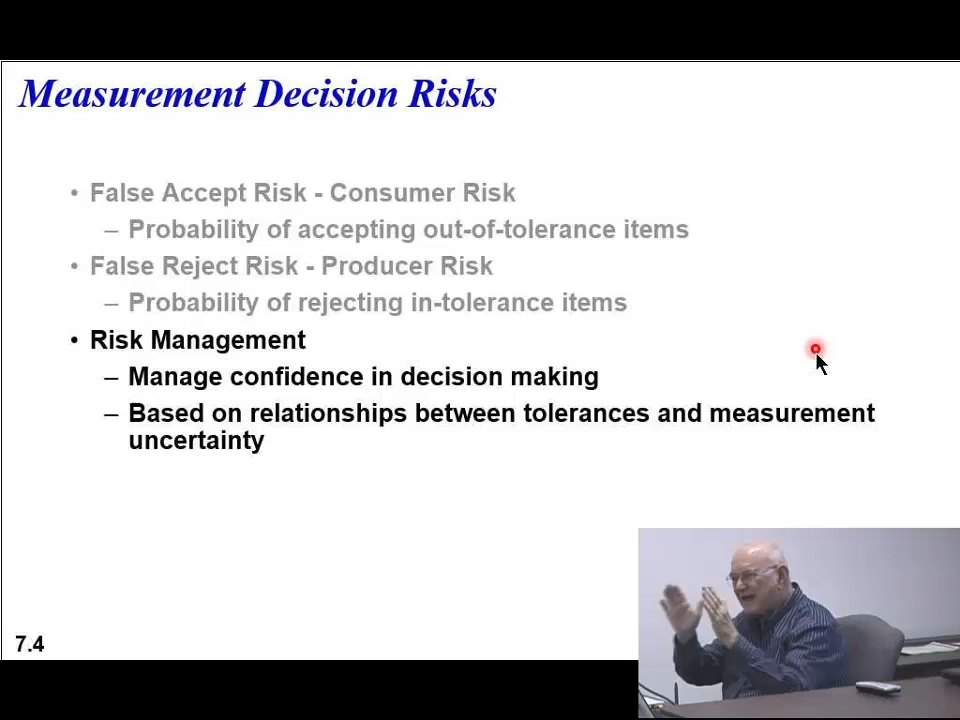 Measurement Decision Risks
• False Accept Risk - Consumer Risk
– Probability of accepting out-of-tolerance items
• False Reject Risk - Producer Risk
– Probability of rejecting in-tolerance items
• Risk Management
– Manage confidence in decision making
– Based on relationships between tolerances and measurement
uncertainty
7.4